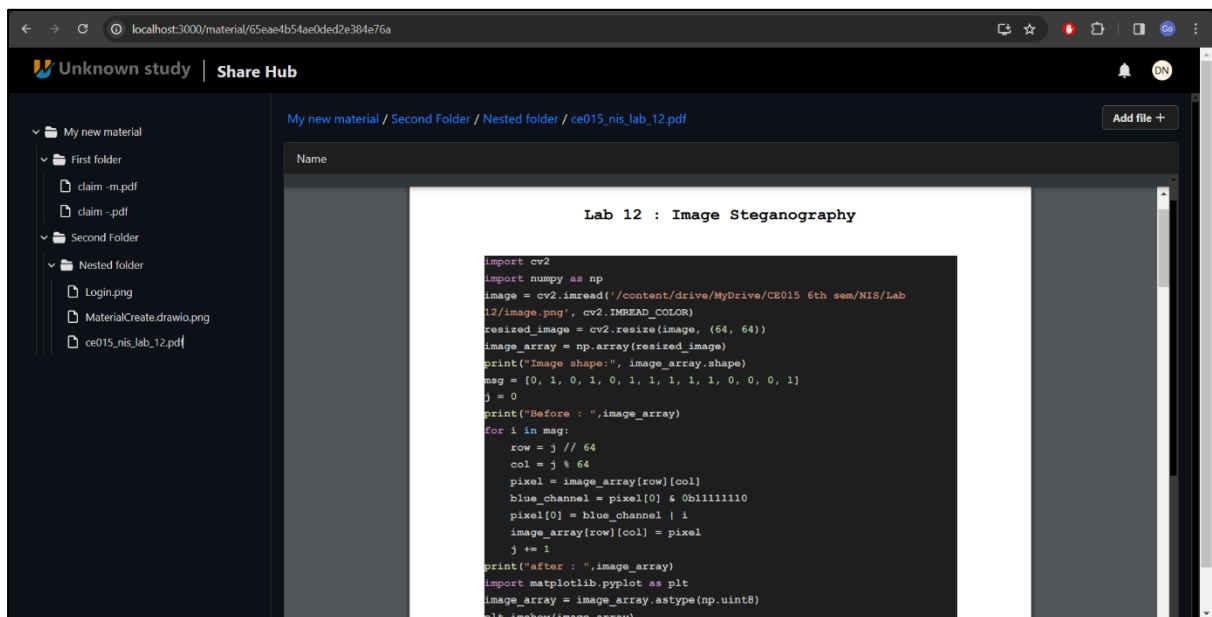 localhost:3000/material/65eae4b54ae0ded2e384e76a
Go
Unknown study | Share Hub
DN
My new material
First folder
claim -m.pdf
claim -.pdf
Second Folder
Nested folder
Login.png
MaterialCreate.drawio.png
ce015_nis_lab_12.pdf
My new material / Second Folder / Nested folder / ce015_nis_lab_12.pdf
Add file +
Name
Lab 12 : Image Steganography
import cv2
import numpy as np
image = cv2.imread('/content/drive/MyDrive/CE015 6th sem/NIS/Lab
12/image.png', cv2.IMREAD_COLOR)
resized_image = cv2.resize(image, (64, 64))
image_array = np.array(resized_image)
print("Image shape:", image_array.shape)
msg = [0, 1, 0, 1, 0, 1, 1, 1, 1, 1, 0, 0, 0, 1]
j = 0
print("Before : ",image_array)
for i in msg:
    row = j // 64
    col = j % 64
    pixel = image_array[row][col]
    blue_channel = pixel[0] & 0b11111110
    pixel[0] = blue_channel | i
    image_array[row][col] = pixel
    j += 1
print("after : ",image_array)
import matplotlib.pyplot as plt
image_array = image_array.astype(np.uint8)
plt.imshow(image_array)